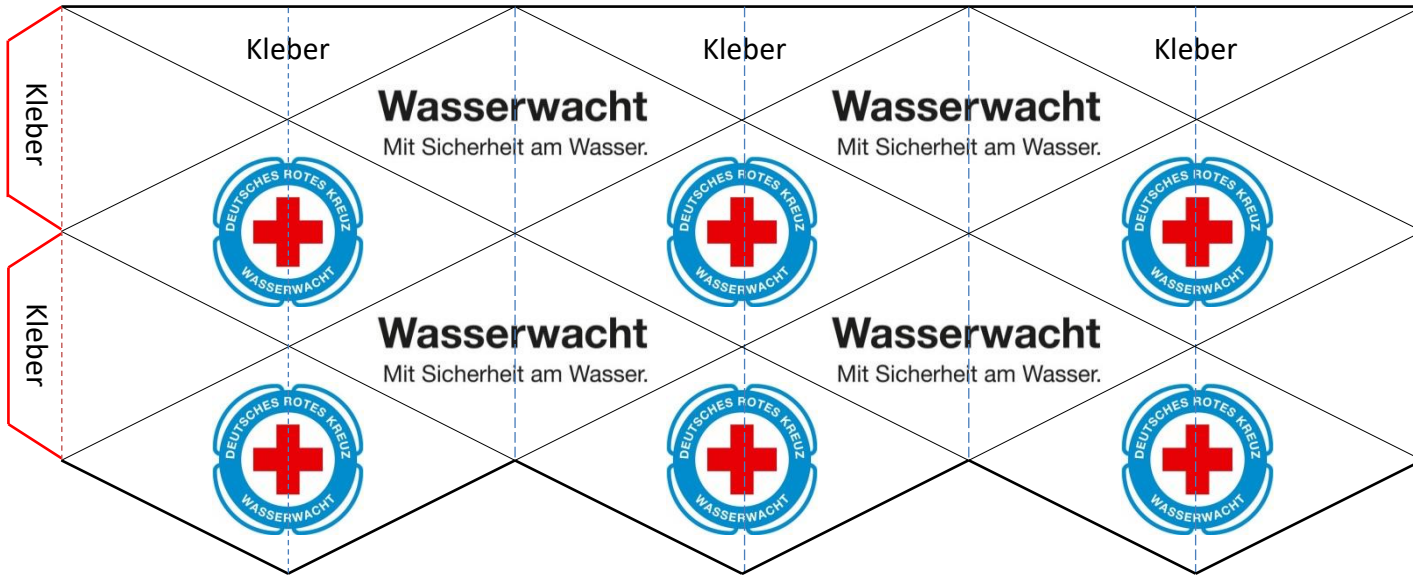 Kleber
Kleber
Kleber
Kleber
Wasserwacht
Mit Sicherheit am Wasser.
Wasserwacht
Mit Sicherheit am Wasser.
DEUTSCHES ROTES KREUZ
WASSERWACHT
DEUTSCHES ROTES KREUZ
WASSERWACHT
DEUTSCHES ROTES KREUZ
WASSERWACHT
Kleber
Wasserwacht
Mit Sicherheit am Wasser.
Wasserwacht
Mit Sicherheit am Wasser.
DEUTSCHES ROTES KREUZ
WASSERWACHT
DEUTSCHES ROTES KREUZ
WASSERWACHT
DEUTSCHES ROTES KREUZ
WASSERWACHT